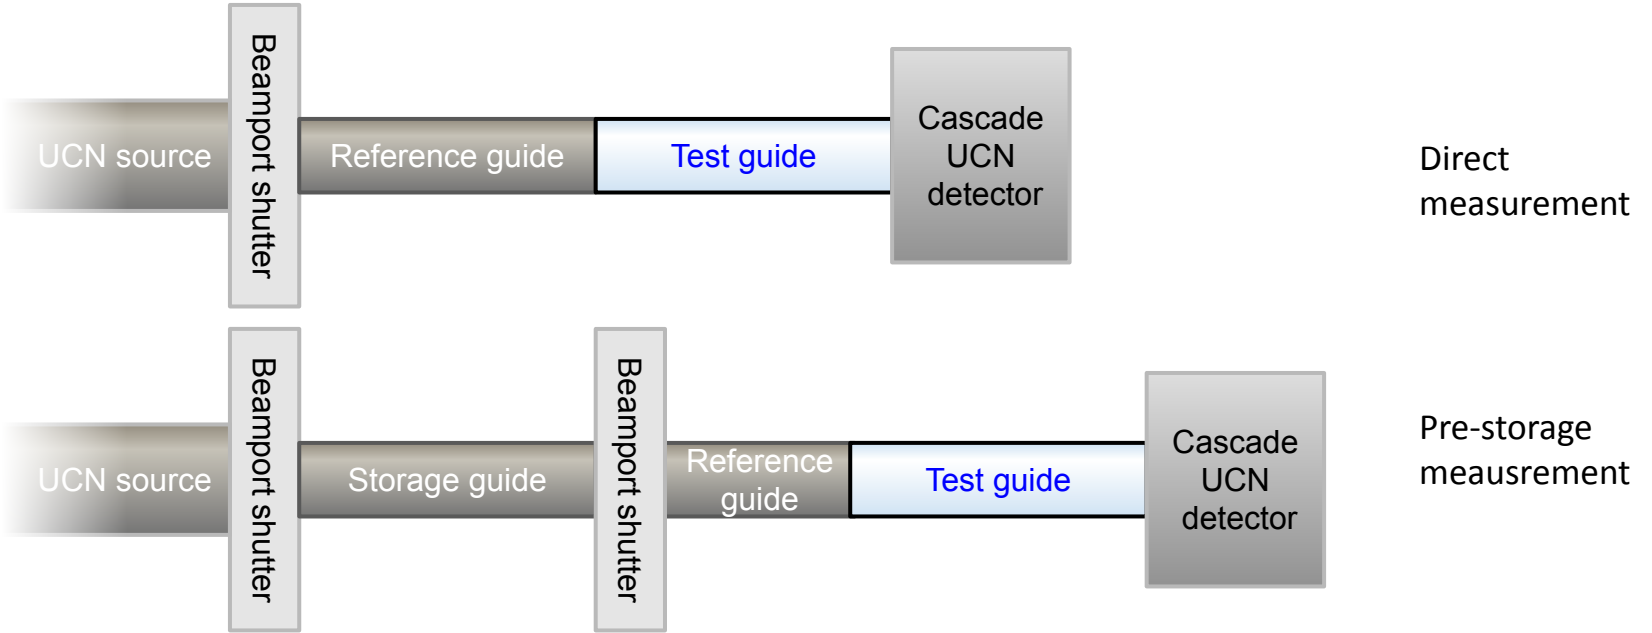 UCN source
Beamport shutter
Reference guide
Test guide
Cascade
UCN
detector
Direct
measurement
UCN source
Beamport shutter
Storage guide
Beamport shutter
Reference
guide
Test guide
Cascade
UCN
detector
Pre-storage
meausrement